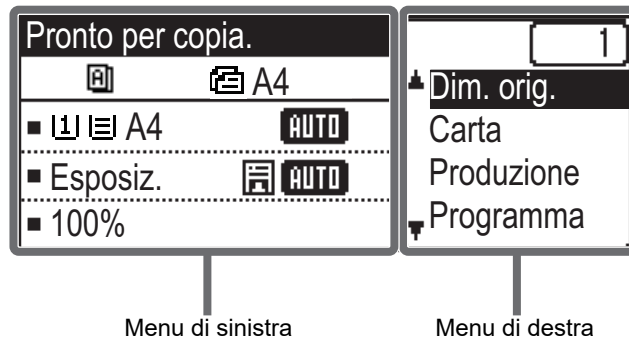 Pronto per copia.
A A4
1 A4 AUTO
Esposiz. AUTO
100%
1
Dim. orig.
Carta
Produzione
Programma
Menu di sinistra
Menu di destra